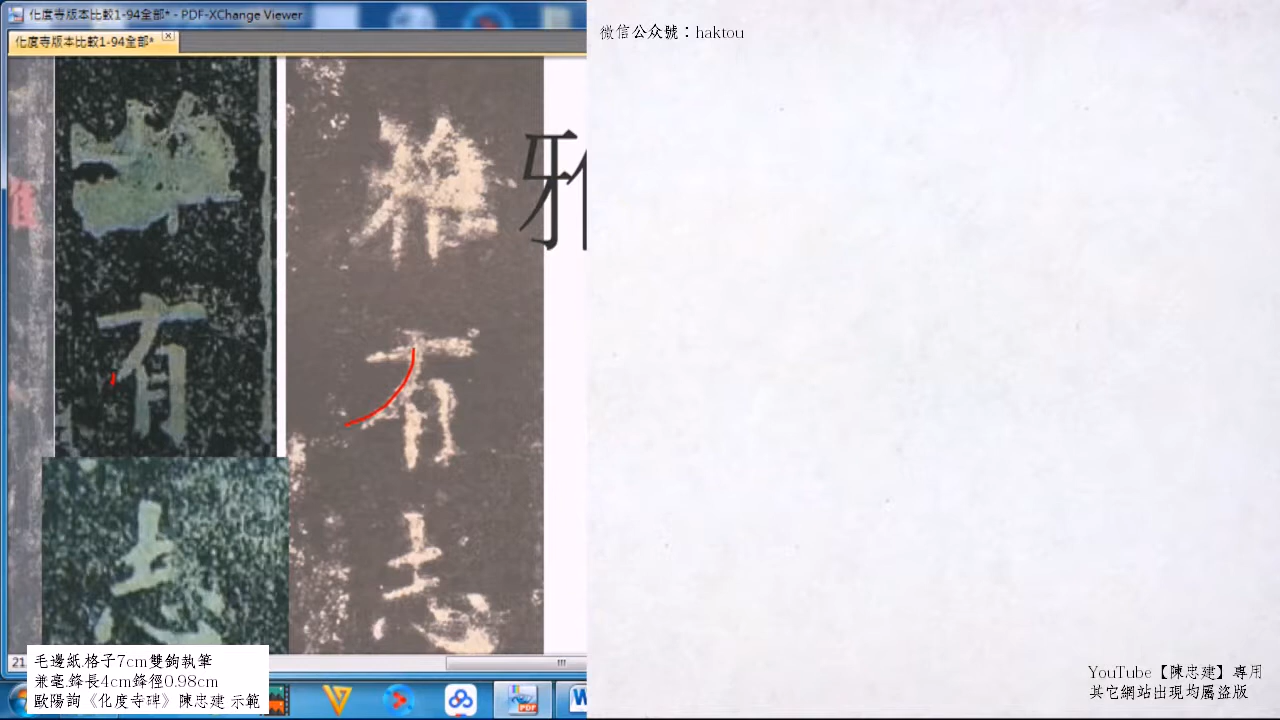 化度寺版本比較1-94全部* - PDF-XChange Viewer
化度寺版本比較1-94全部*
微信公众號：hantou
雅
有
有
志
志
21
毛邊紙.格子7cm雙鉤執筆
兼毫.鋒長4cm鋒徑0.98cm
歐陽詢《化度寺碑》陳忠建 示範
PDF
W
YouTube【陳忠建】專用
其它網站出現均屬盜用